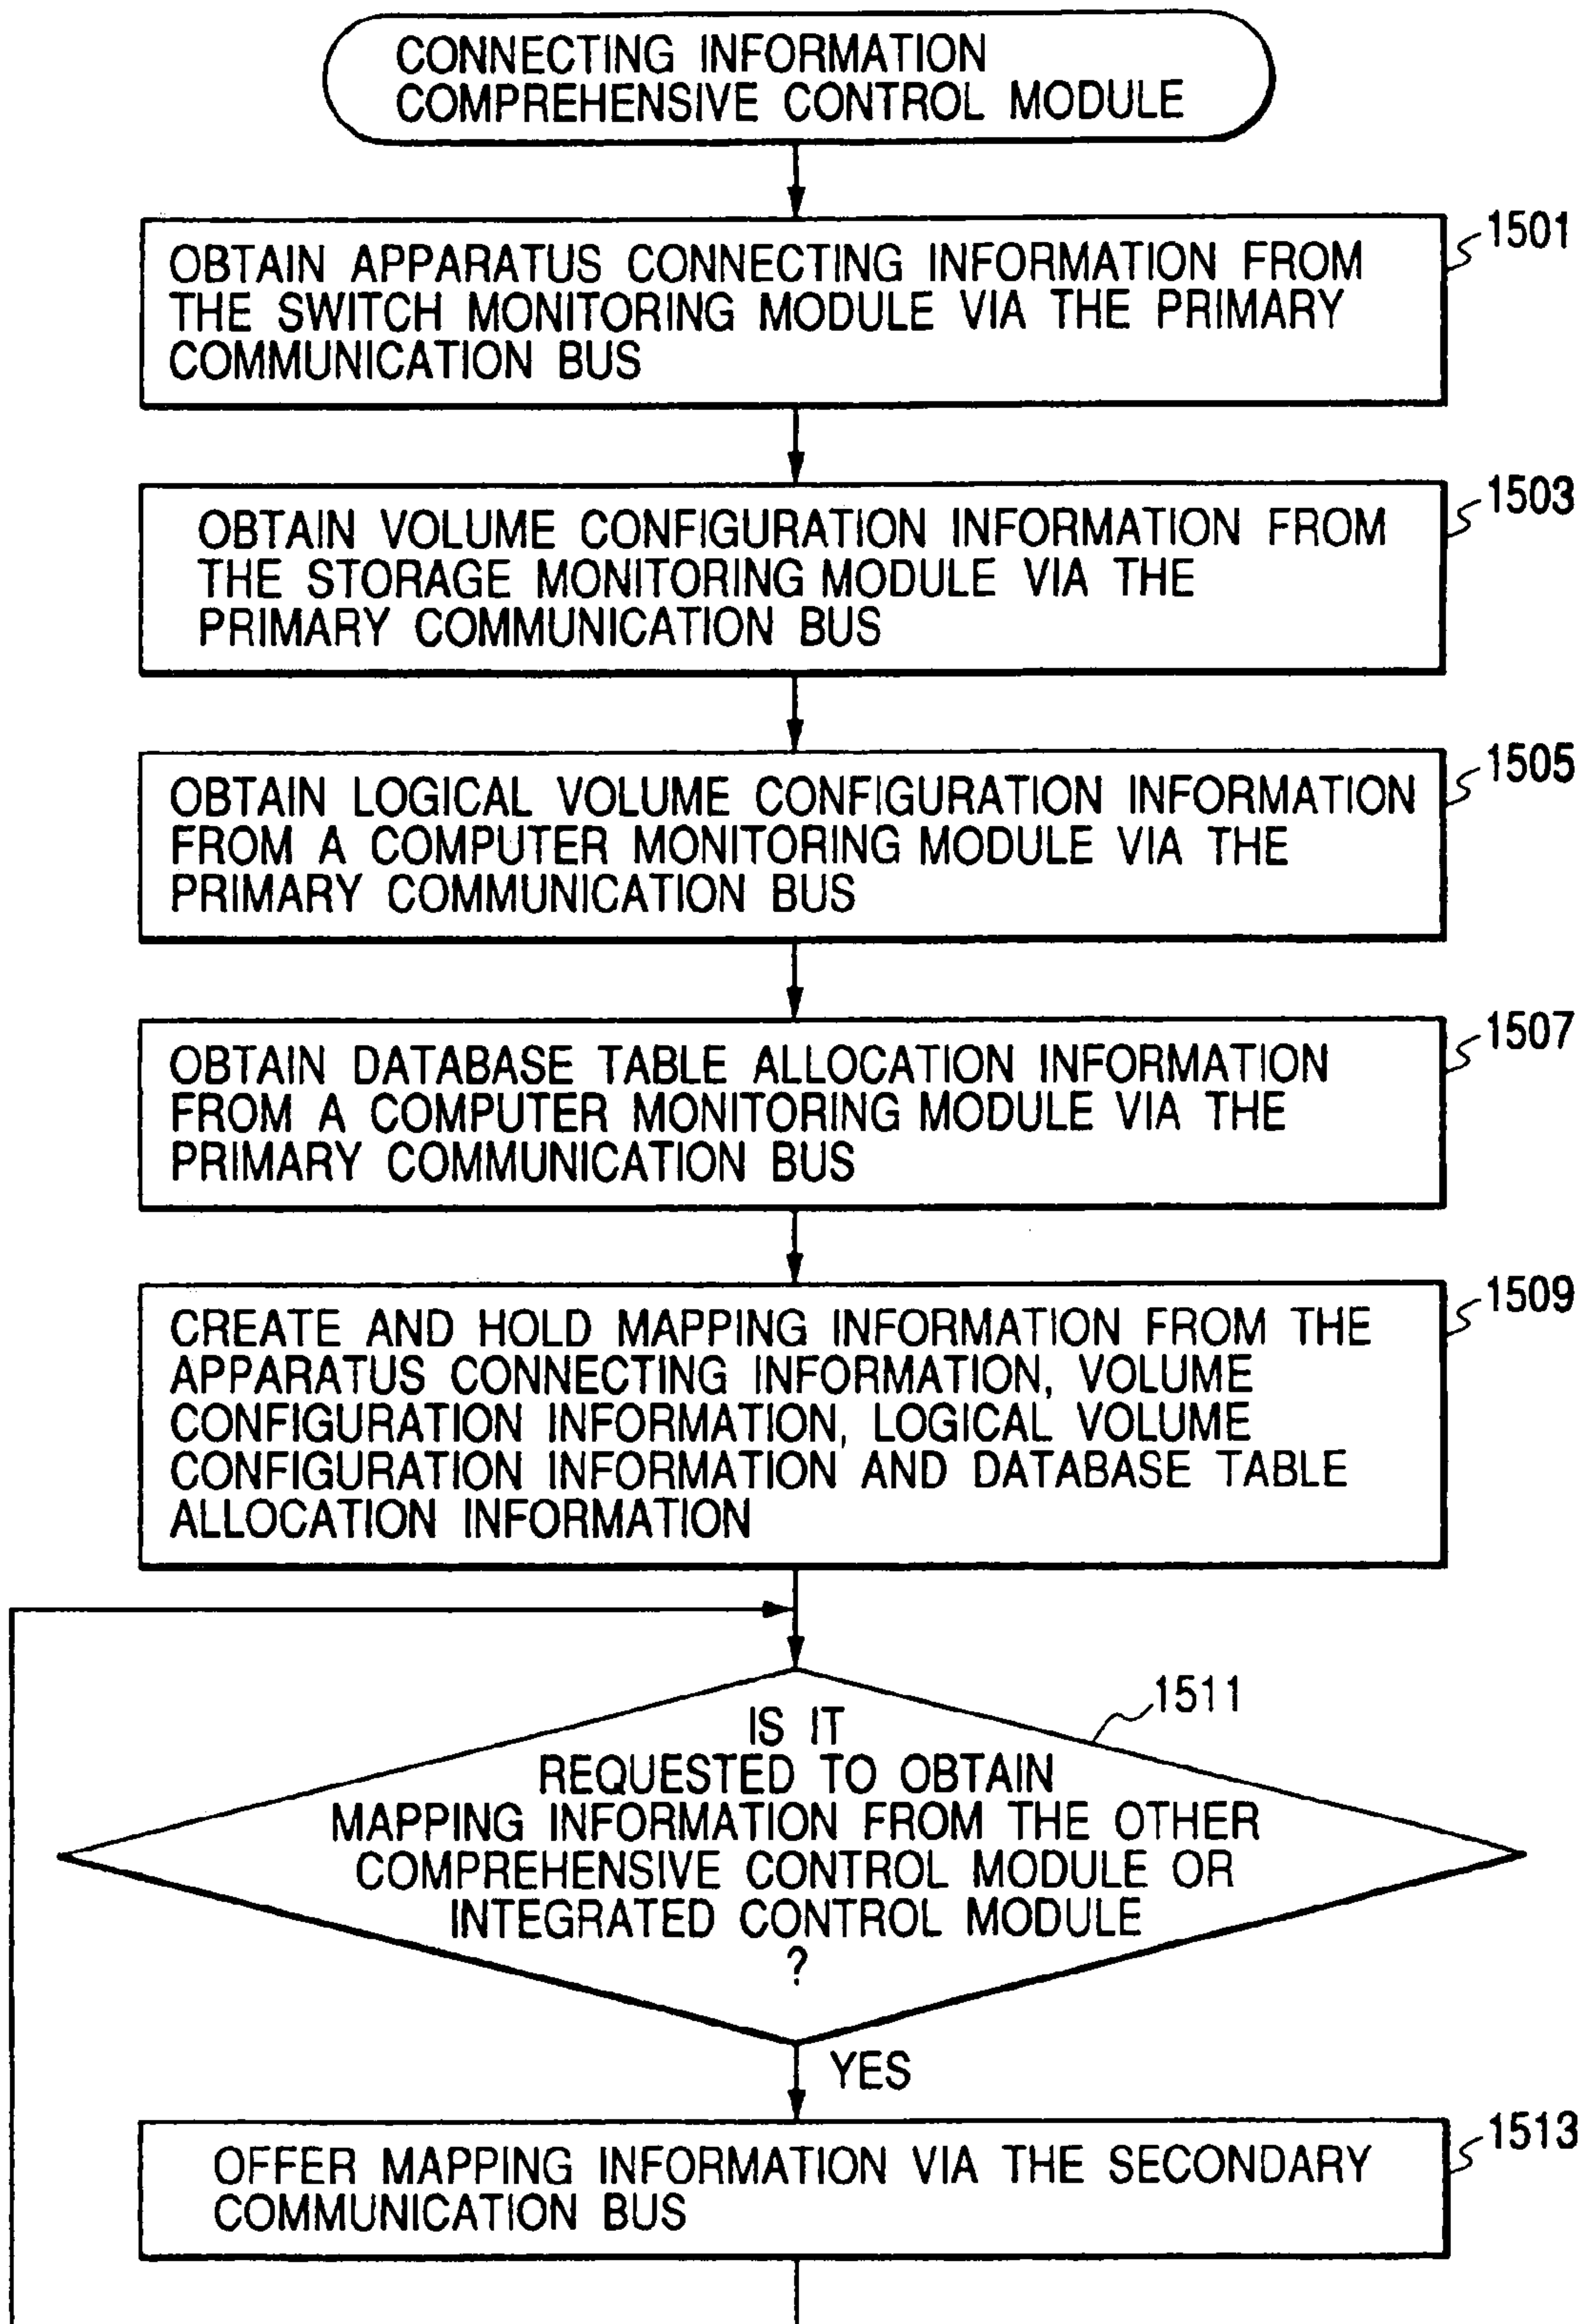 CONNECTING INFORMATION
COMPREHENSIVE CONTROL MODULE
1501
OBTAIN APPARATUS CONNECTING INFORMATION FROM
THE SWITCH MONITORING MODULE VIA THE PRIMARY
COMMUNICATION BUS
1503
OBTAIN VOLUME CONFIGURATION INFORMATION FROM
THE STORAGE MONITORING MODULE VIA THE
PRIMARY COMMUNICATION BUS
1505
OBTAIN LOGICAL VOLUME CONFIGURATION INFORMATION
FROM A COMPUTER MONITORING MODULE VIA THE
PRIMARY COMMUNICATION BUS
1507
OBTAIN DATABASE TABLE ALLOCATION INFORMATION
FROM A COMPUTER MONITORING MODULE VIA THE
PRIMARY COMMUNICATION BUS
1509
CREATE AND HOLD MAPPING INFORMATION FROM THE
APPARATUS CONNECTING INFORMATION, VOLUME
CONFIGURATION INFORMATION, LOGICAL VOLUME
CONFIGURATION INFORMATION AND DATABASE TABLE
ALLOCATION INFORMATION
1511
IS IT
REQUESTED TO OBTAIN
MAPPING INFORMATION FROM THE OTHER
COMPREHENSIVE CONTROL MODULE OR
INTEGRATED CONTROL MODULE
?
YES
1513
OFFER MAPPING INFORMATION VIA THE SECONDARY
COMMUNICATION BUS